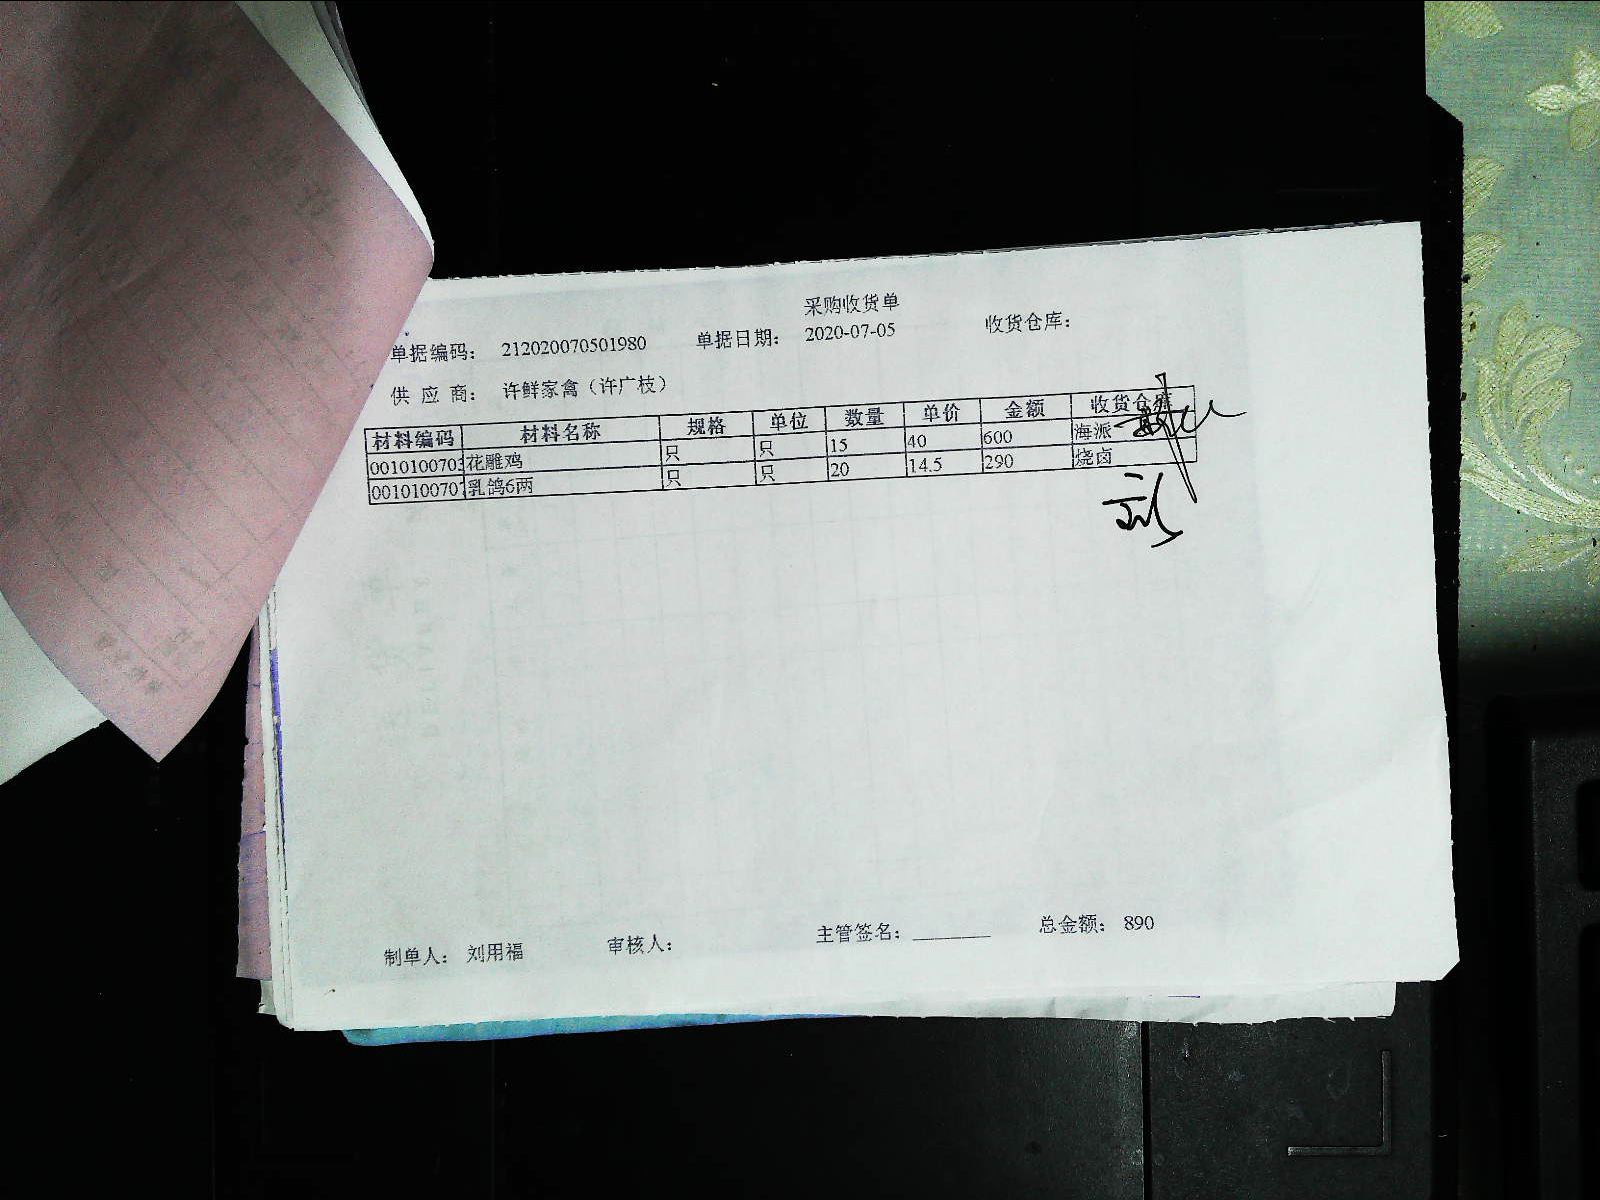 采购收货单
单据编码： 212020070501980 单据日期： 2020-07-05 收货仓库：
供 应 商： 许鲜家禽（许广枝）
材料编码 材料名称 规格 单位 数量 单价 金额 收货仓库
0010100703 花雕鸡 只 只 15 40 600 海派
0010100707 乳鸽6两 只 只 20 14.5 290 烧卤
制单人： 刘用福 审核人： 主管签名： 总金额： 890